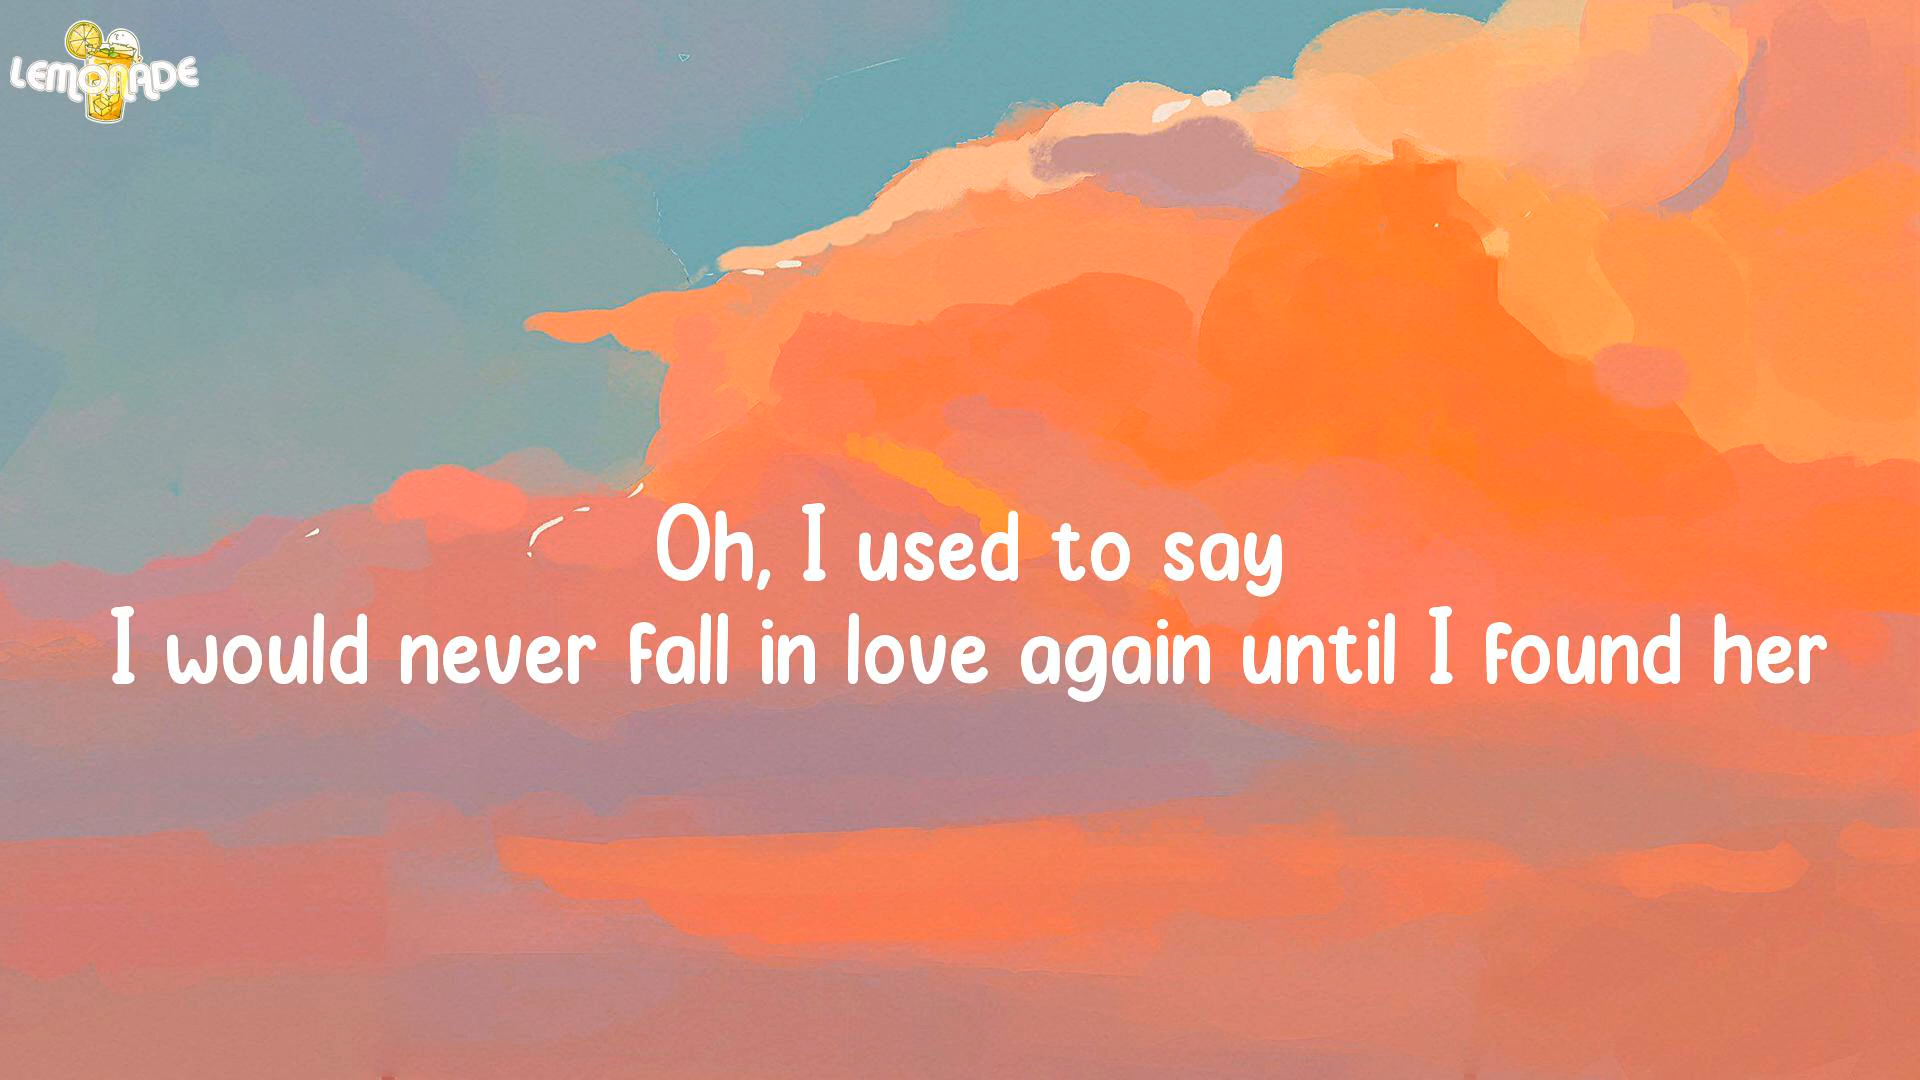 LEMONADE
Oh, I used to say
I would never fall in love again until I found her